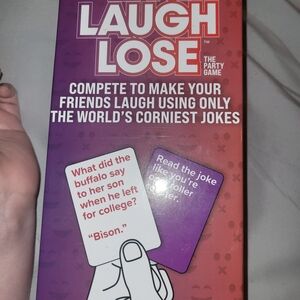 LAUGH
LOSE
THE
PARTY
GAME
COMPETE TO MAKE YOUR
FRIENDS LAUGH USING ONLY
THE WORLD'S CORNIEST JOKES
What did the
buffalo say
to her son
when he left
for college?
"Bison."
Read the joke
like you're